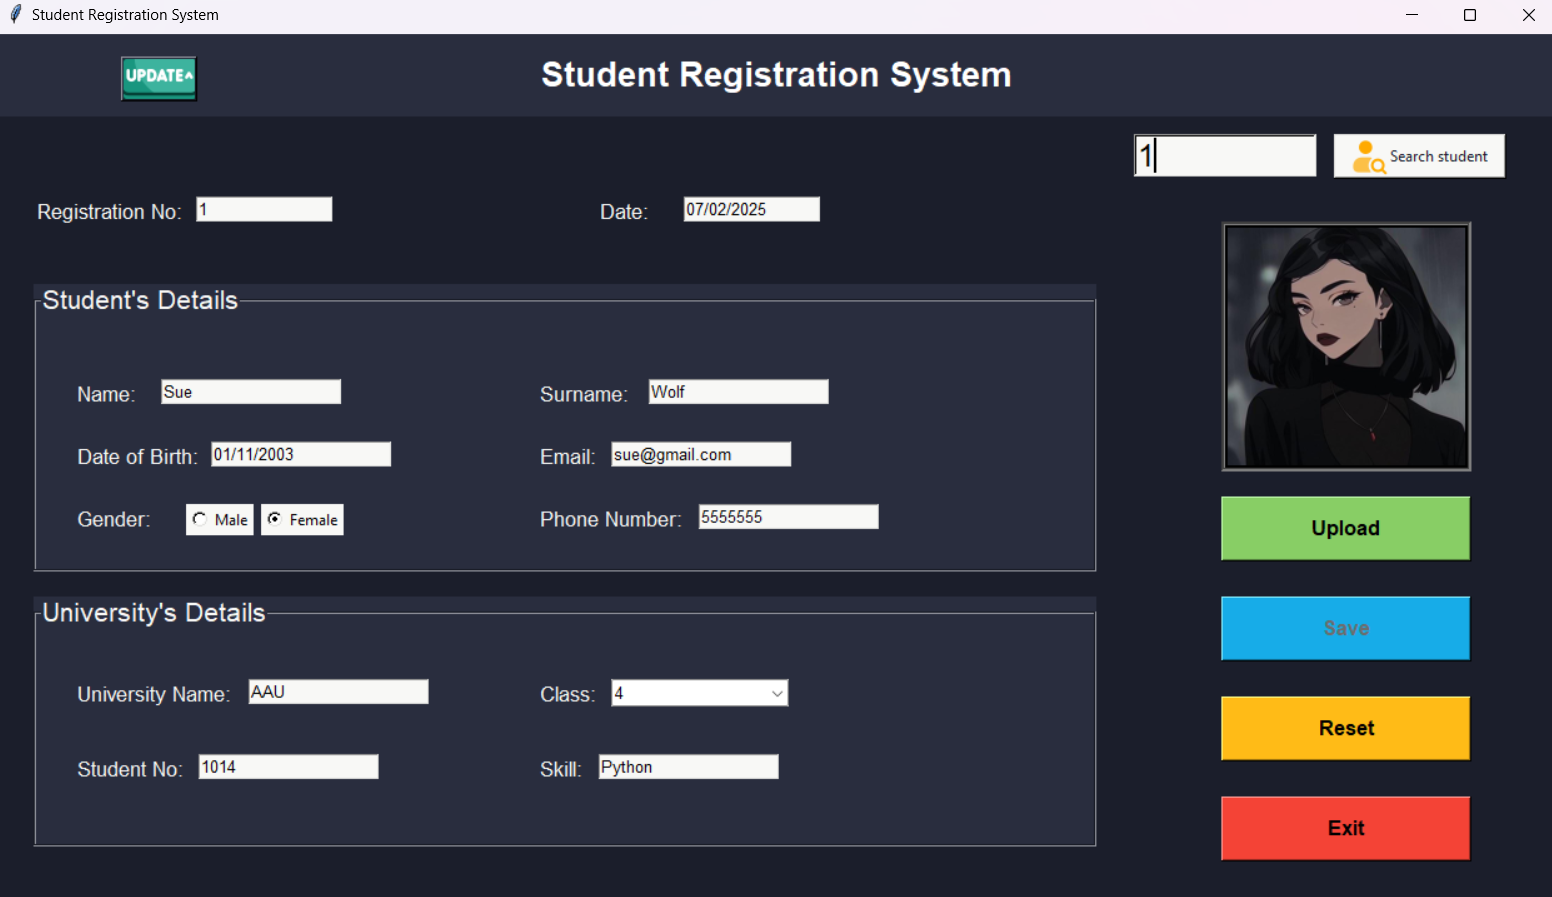 Student Registration System
UPDATE^
Student Registration System
1
Search student
Registration No: 1
Date: 07/02/2025
Student's Details
Name: Sue
Surname: Wolf
Date of Birth: 01/11/2003
Email: sue@gmail.com
Gender: Male Female
Phone Number: 5555555
University's Details
University Name: AAU
Class: 4
Student No: 1014
Skill: Python
Upload
Save
Reset
Exit